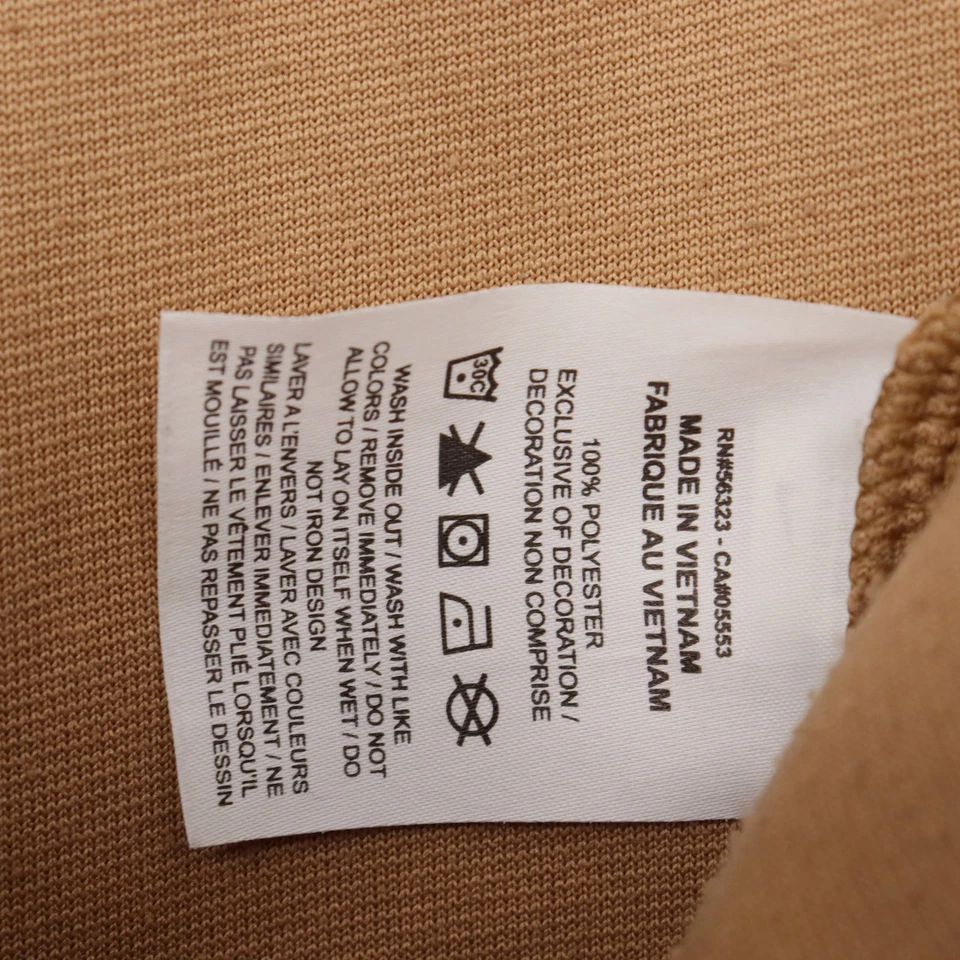 RN#56323 - CA#05553
MADE IN VIETNAM
FABRIQUE AU VIETNAM
100% POLYESTER
EXCLUSIVE OF DECORATION /
DECORATION NON COMPRISE
30C
WASH INSIDE OUT / WASH WITH LIKE
COLORS / REMOVE IMMEDIATELY / DO NOT
ALLOW TO LAY ON ITSELF WHEN WET / DO
NOT IRON DESIGN
LAVER A L'ENVERS / LAVER AVEC COULEURS
SIMILAIRES / ENLEVER IMMEDIATEMENT / NE
PAS LAISSER LE VÊTEMENT PLIÉ LORSQU'IL
EST MOUILLÉ / NE PAS REPASSER LE DESSIN